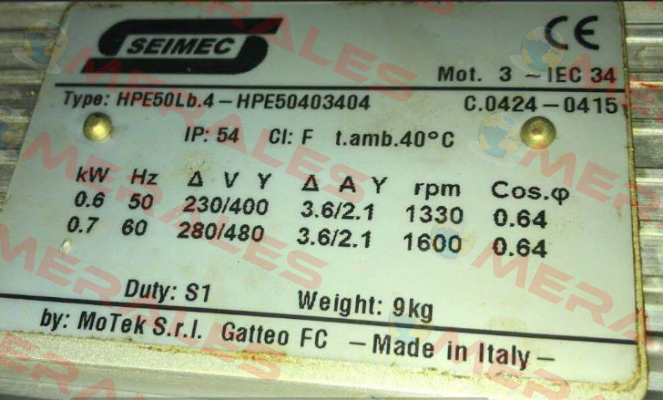 SEIMEC
CE
Mot. 3 ~ IEC 34
Type: HPE50Lb.4-HPE50403404 C.0424-0415
IP: 54 Cl: F t.amb.40°C
kW Hz Δ V Y Δ A Y rpm Cos.φ
0.6 50 230/400 3.6/2.1 1330 0.64
0.7 60 280/480 3.6/2.1 1600 0.64
Duty: S1 Weight: 9kg
by: MoTek S.r.l. Gatteo FC -Made in Italy-
MERALES